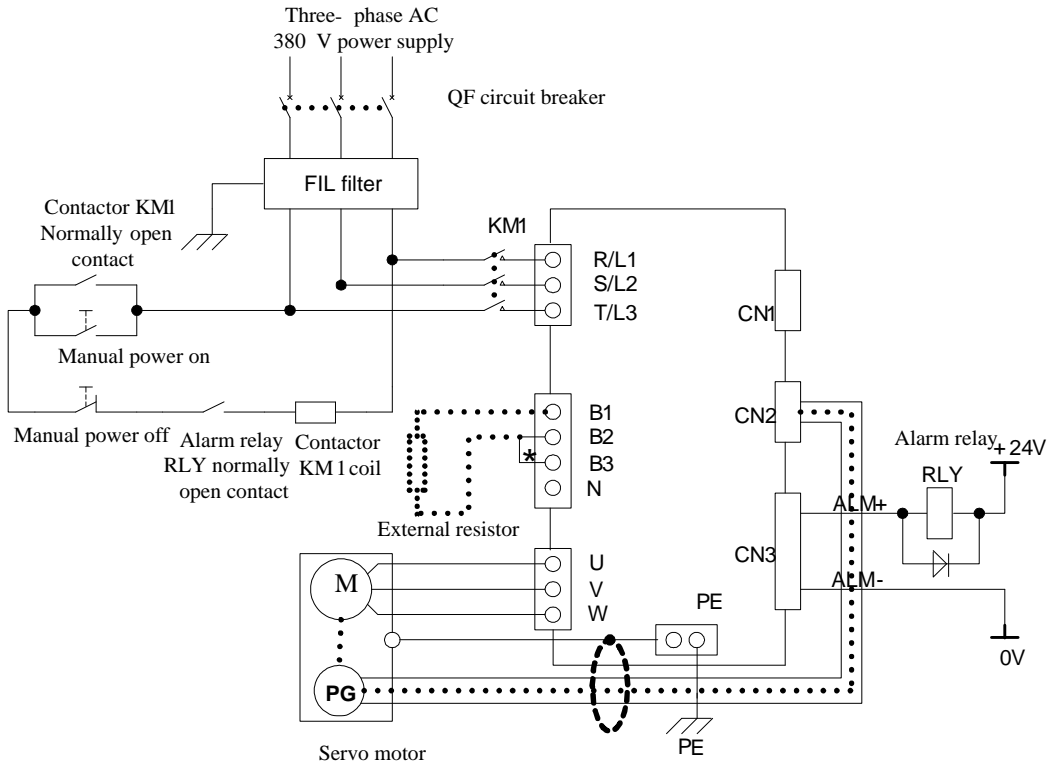 Three- phase AC
380 V power supply
QF circuit breaker
FIL filter
Contactor KM1
Normally open
contact
KM1
R/L1
S/L2
T/L3
CN1
Manual power on
Manual power off
Alarm relay
RLY normally
open contact
Contactor
KM 1 coil
B1
B2
*
B3
N
External resistor
CN2
Alarm relay
+24V
RLY
ALM+
CN3
ALM-
0V
M
U
V
W
PE
PG
PE
Servo motor